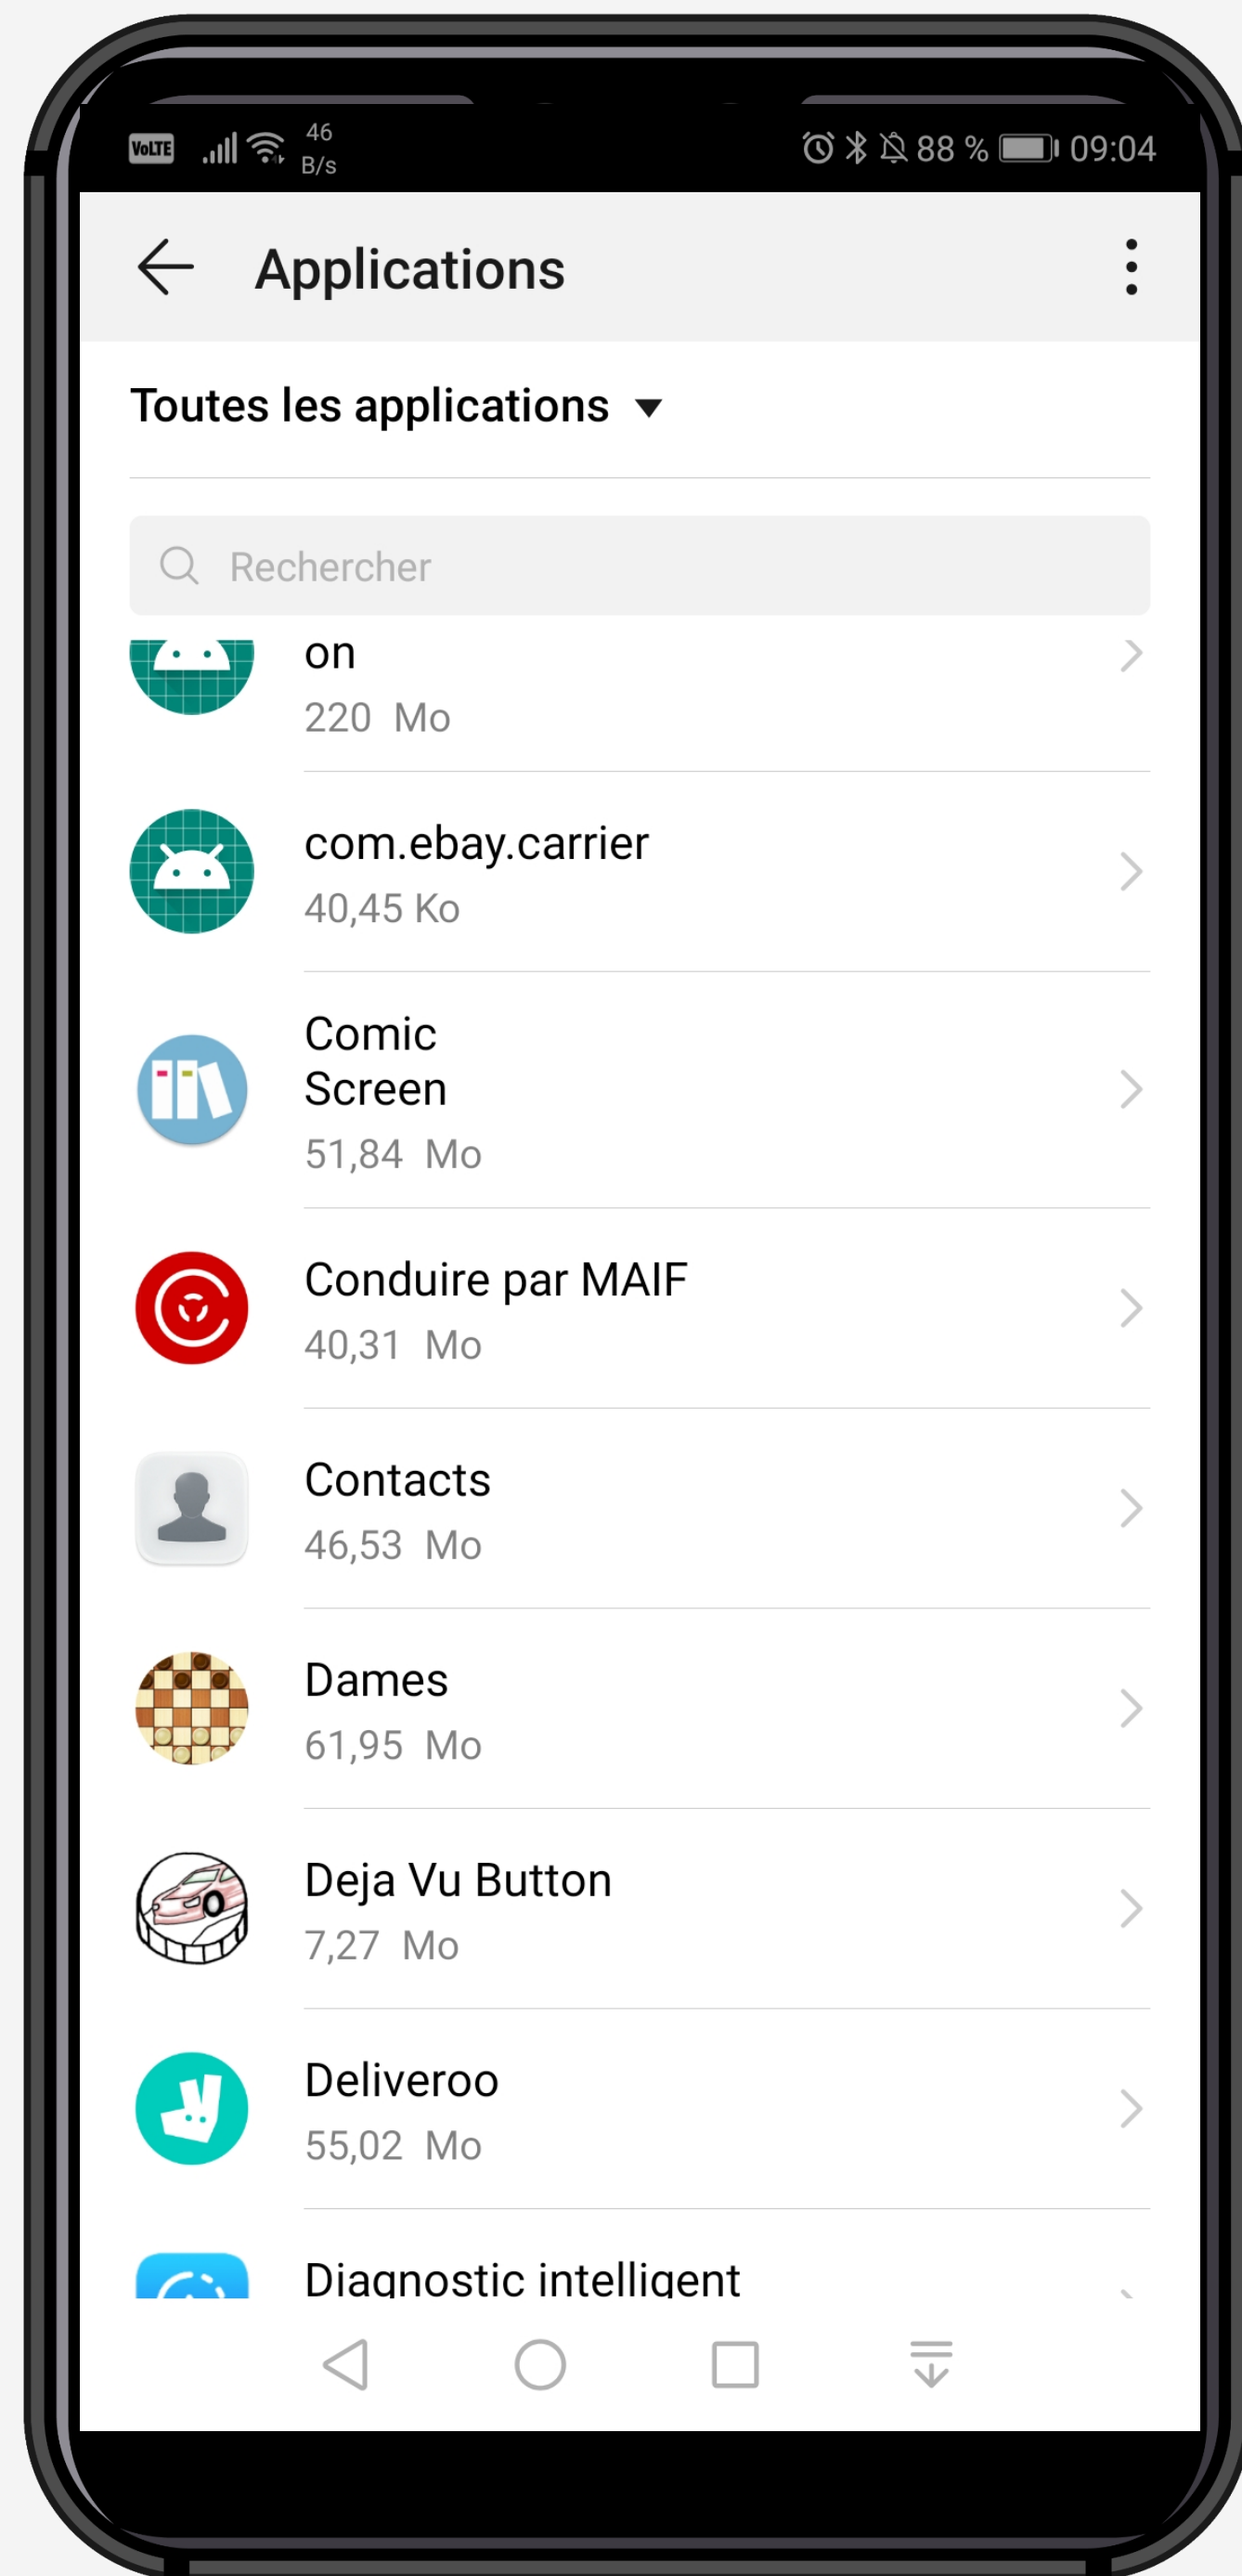 VoLTE 46 B/s 88 % 09:04
Applications
Toutes les applications
Rechercher
on
220 Mo
com.ebay.carrier
40,45 Ko
Comic
Screen
51,84 Mo
Conduire par MAIF
40,31 Mo
Contacts
46,53 Mo
Dames
61,95 Mo
Deja Vu Button
7,27 Mo
Deliveroo
55,02 Mo
Diagnostic intelligent